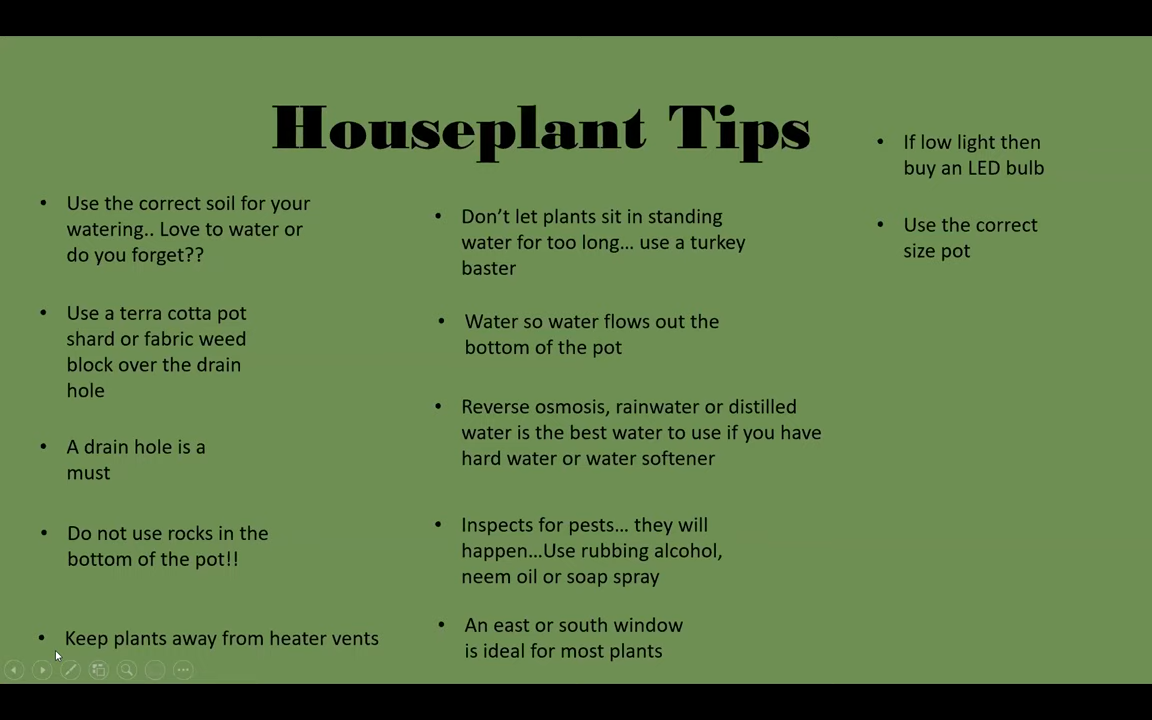 Houseplant Tips
• Use the correct soil for your
watering.. Love to water or
do you forget??
• Use a terra cotta pot
shard or fabric weed
block over the drain
hole
• A drain hole is a
must
• Do not use rocks in the
bottom of the pot!!
• Keep plants away from heater vents
• Don’t let plants sit in standing
water for too long… use a turkey
baster
• Water so water flows out the
bottom of the pot
• Reverse osmosis, rainwater or distilled
water is the best water to use if you have
hard water or water softener
• Inspects for pests… they will
happen…Use rubbing alcohol,
neem oil or soap spray
• An east or south window
is ideal for most plants
• If low light then
buy an LED bulb
• Use the correct
size pot